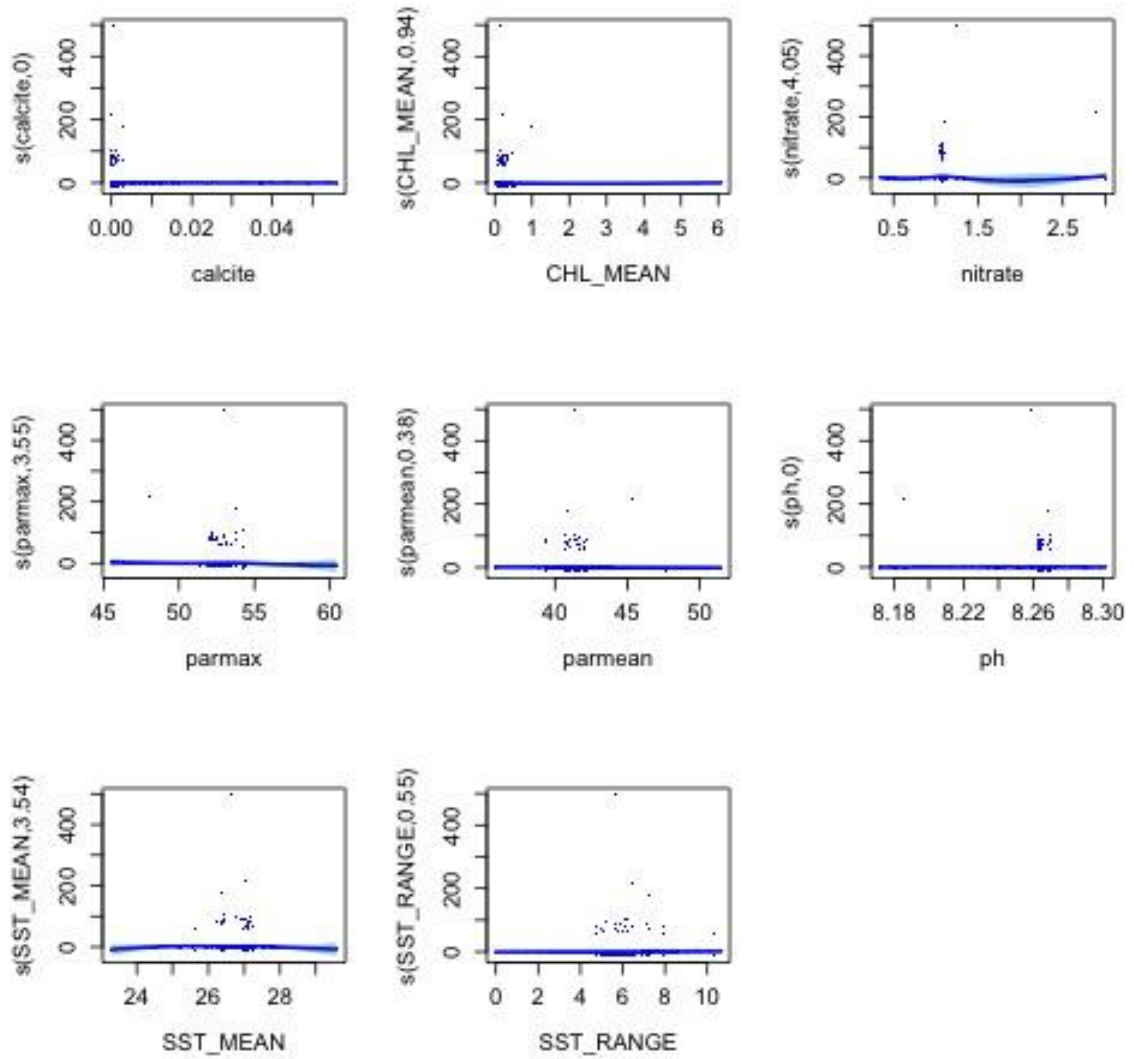 s(calcite,0)
0 200 400
0.00 0.02 0.04
calcite
s(CHL_MEAN,0.94)
0 200 400
0 1 2 3 4 5 6
CHL_MEAN
s(nitrate,4.05)
0 200 400
0.5 1.5 2.5
nitrate
s(parmax,3.55)
0 200 400
45 50 55 60
parmax
s(parmean,0.38)
0 200 400
40 45 50
parmean
s(ph,0)
0 200 400
8.18 8.22 8.26 8.30
ph
s(SST_MEAN,3.54)
0 200 400
24 26 28
SST_MEAN
s(SST_RANGE,0.55)
0 200 400
0 2 4 6 8 10
SST_RANGE